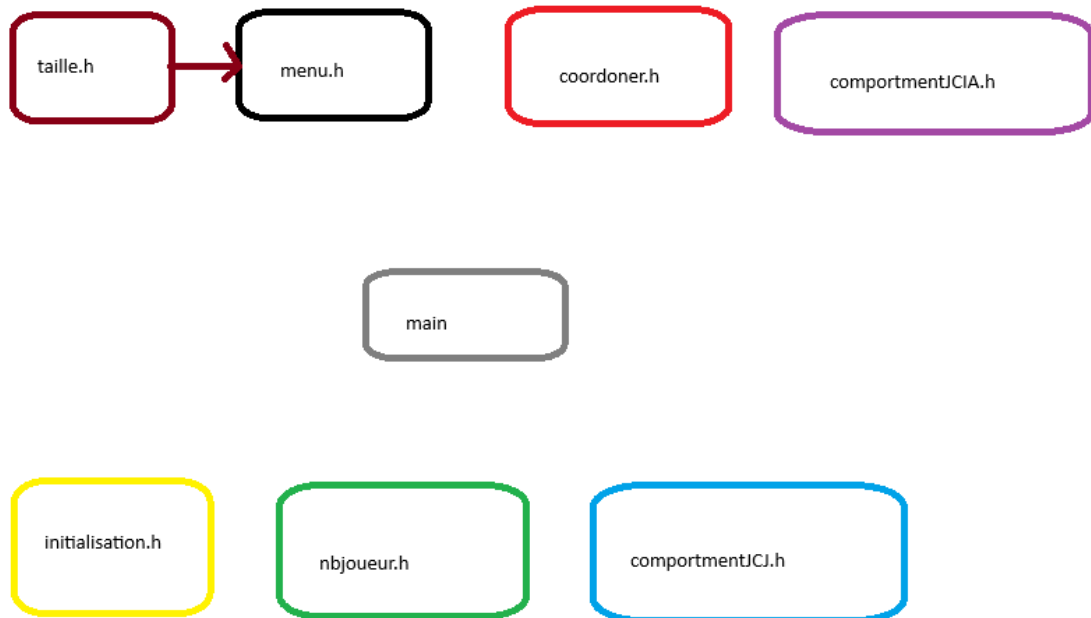 taille.h
menu.h
coordoner.h
comportmentJCIA.h
main
initialisation.h
nbjoueur.h
comportmentJCJ.h